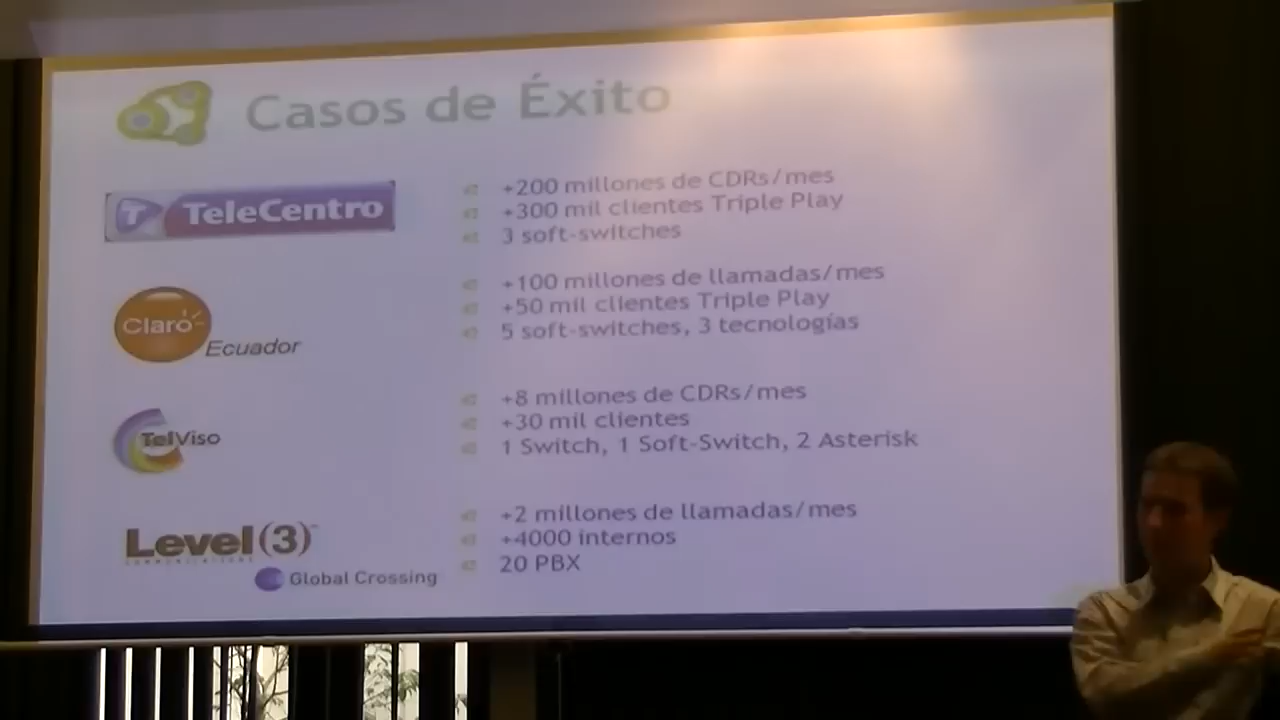 Casos de Éxito
TeleCentro
+200 millones de CDRs/mes
+300 mil clientes Triple Play
3 soft-switches
Claro
Ecuador
+100 millones de llamadas/mes
+50 mil clientes Triple Play
5 soft-switches, 3 tecnologías
TelViso
+8 millones de CDRs/mes
+30 mil clientes
1 Switch, 1 Soft-Switch, 2 Asterisk
Level(3)
COMMUNICATIONS
Global Crossing
+2 millones de llamadas/mes
+4000 internos
20 PBX